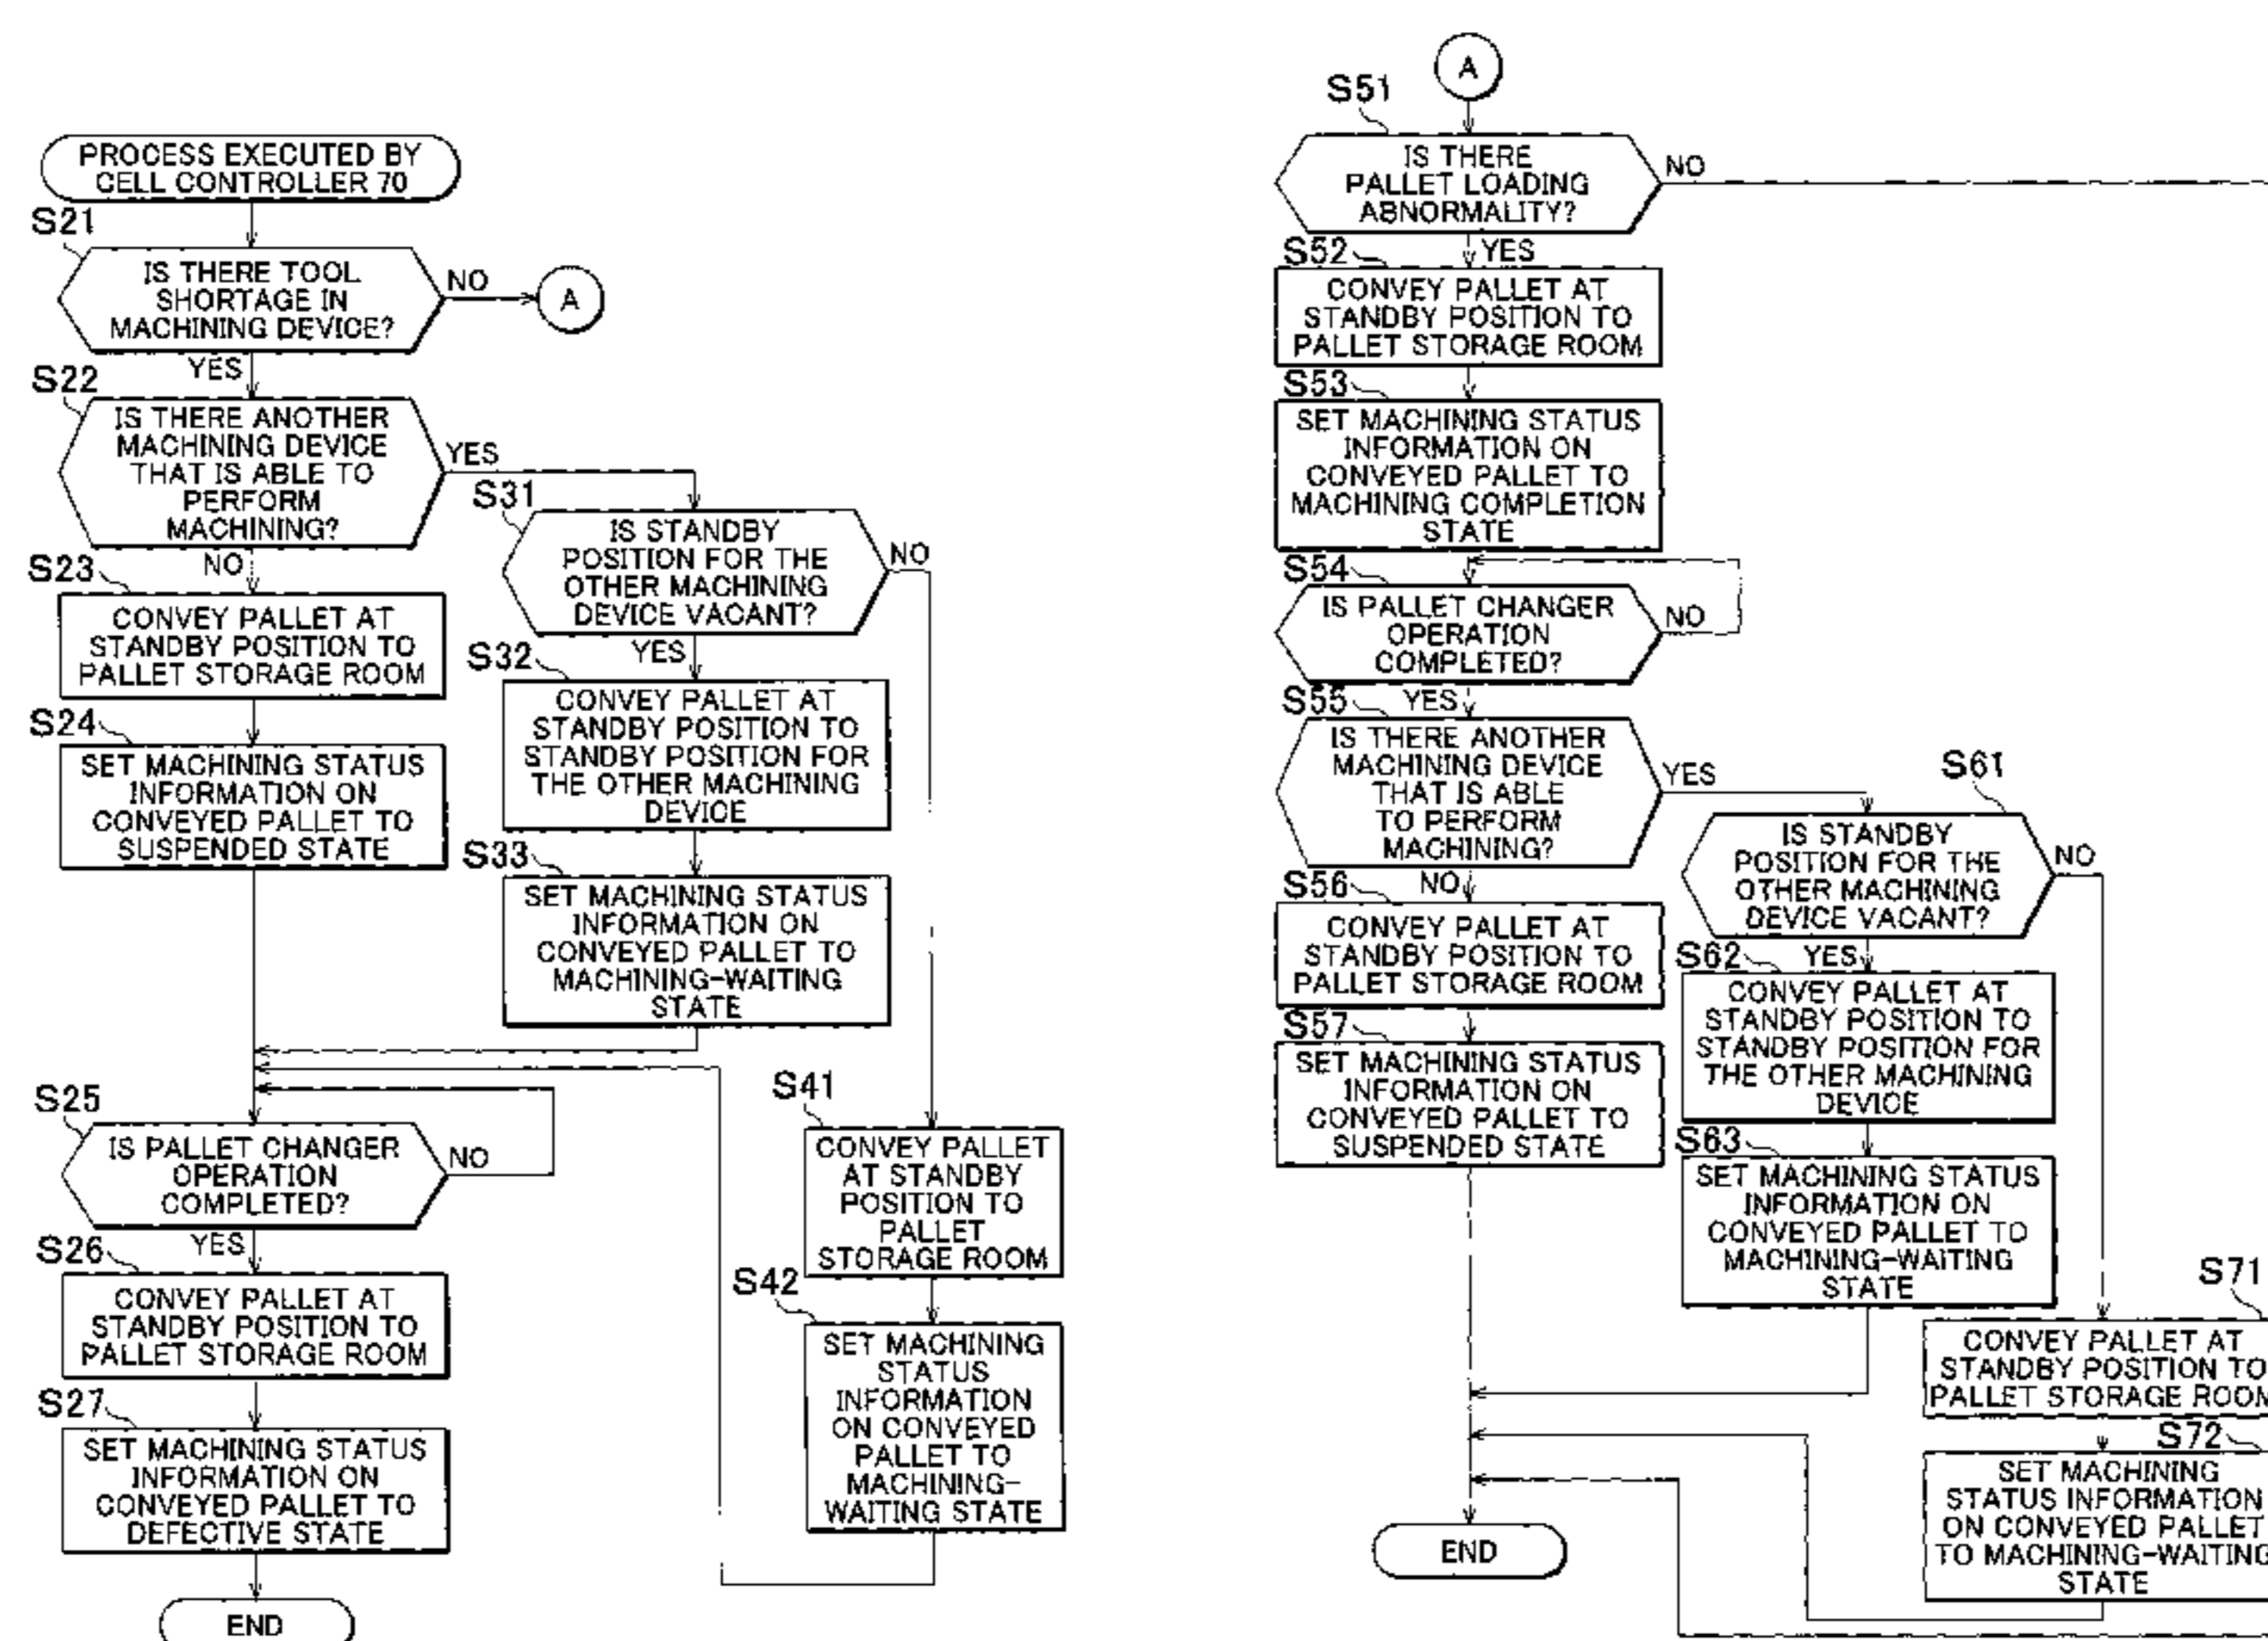 PROCESS EXECUTED BY
CELL CONTROLLER 70
S21
IS THERE TOOL
SHORTAGE IN
MACHINING DEVICE?
NO
A
YES
S22
IS THERE ANOTHER
MACHINING DEVICE
THAT IS ABLE TO
PERFORM
MACHINING?
YES
NO
S23
CONVEY PALLET AT
STANDBY POSITION TO
PALLET STORAGE ROOM
S24
SET MACHINING STATUS
INFORMATION ON
CONVEYED PALLET TO
SUSPENDED STATE
S31
IS STANDBY
POSITION FOR THE
OTHER MACHINING
DEVICE VACANT?
NO
YES
S32
CONVEY PALLET AT
STANDBY POSITION TO
STANDBY POSITION FOR
THE OTHER MACHINING
DEVICE
S33
SET MACHINING STATUS
INFORMATION ON
CONVEYED PALLET TO
MACHINING-WAITING
STATE
S41
CONVEY PALLET
AT STANDBY
POSITION TO
PALLET
STORAGE ROOM
S42
SET MACHINING
STATUS
INFORMATION
ON CONVEYED
PALLET TO
MACHINING-
WAITING STATE
S25
IS PALLET CHANGER
OPERATION
COMPLETED?
NO
YES
S26
CONVEY PALLET AT
STANDBY POSITION TO
PALLET STORAGE ROOM
S27
SET MACHINING STATUS
INFORMATION ON
CONVEYED PALLET TO
DEFECTIVE STATE
END
A
S51
IS THERE
PALLET LOADING
ABNORMALITY?
NO
YES
S52
CONVEY PALLET AT
STANDBY POSITION TO
PALLET STORAGE ROOM
S53
SET MACHINING STATUS
INFORMATION ON
CONVEYED PALLET TO
MACHINING COMPLETION
STATE
S54
IS PALLET CHANGER
OPERATION
COMPLETED?
NO
YES
S55
IS THERE ANOTHER
MACHINING DEVICE
THAT IS ABLE
TO PERFORM
MACHINING?
YES
NO
S56
CONVEY PALLET AT
STANDBY POSITION TO
PALLET STORAGE ROOM
S57
SET MACHINING STATUS
INFORMATION ON
CONVEYED PALLET TO
SUSPENDED STATE
S61
IS STANDBY
POSITION FOR THE
OTHER MACHINING
DEVICE VACANT?
NO
YES
S62
CONVEY PALLET AT
STANDBY POSITION TO
STANDBY POSITION FOR
THE OTHER MACHINING
DEVICE
S63
SET MACHINING STATUS
INFORMATION ON
CONVEYED PALLET TO
MACHINING-WAITING
STATE
S71
CONVEY PALLET AT
STANDBY POSITION TO
PALLET STORAGE ROOM
S72
SET MACHINING
STATUS INFORMATION
ON CONVEYED PALLET
TO MACHINING-WAITING
STATE
END